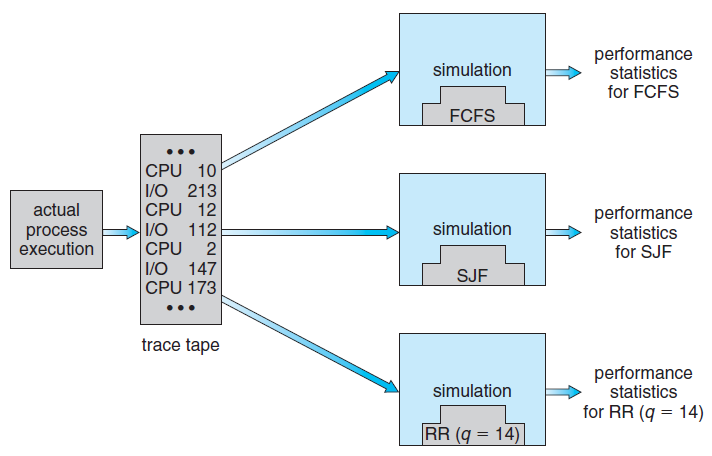 actual
process
execution
•••
CPU 10
I/O 213
CPU 12
I/O 112
CPU 2
I/O 147
CPU 173
•••
trace tape
simulation
FCFS
performance
statistics
for FCFS
simulation
SJF
performance
statistics
for SJF
simulation
RR (q = 14)
performance
statistics
for RR (q = 14)